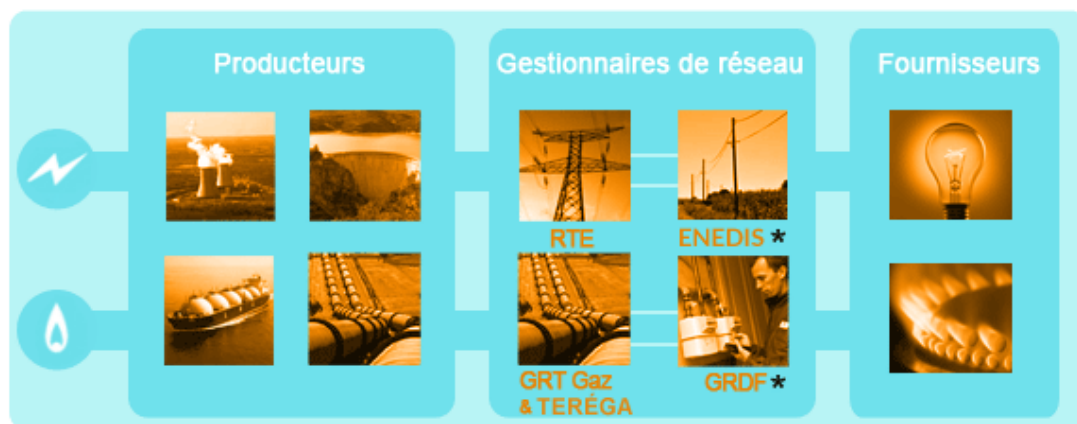 Producteurs
Gestionnaires de réseau
Fournisseurs
RTE
ENEDIS *
GRT Gaz
& TERÉGA
GRDF *